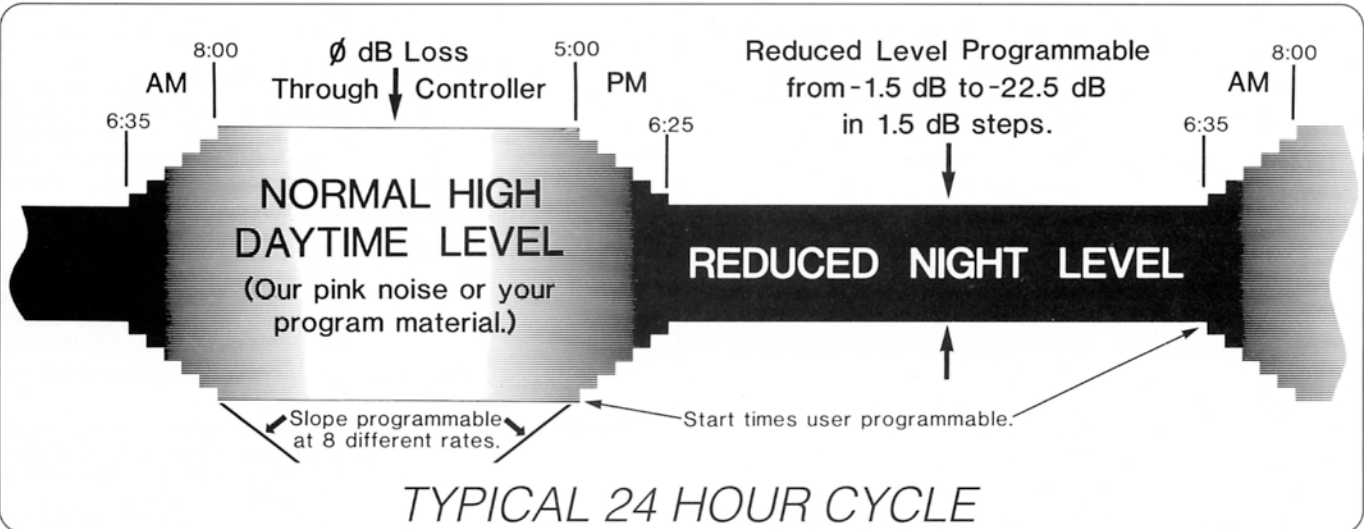 8:00
Ø dB Loss
Through Controller
5:00
AM
PM
6:35
6:25
Reduced Level Programmable
from -1.5 dB to -22.5 dB
in 1.5 dB steps.
8:00
AM
6:35
NORMAL HIGH
DAYTIME LEVEL
(Our pink noise or your
program material.)
REDUCED NIGHT LEVEL
Slope programmable
at 8 different rates.
Start times user programmable.
TYPICAL 24 HOUR CYCLE